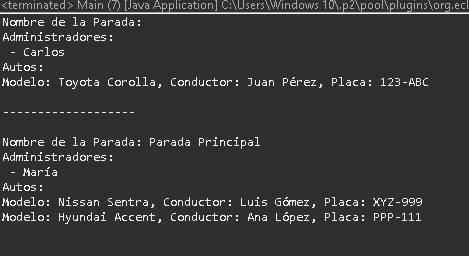 <terminated> Main (7) [Java Application] C:\Users\Windows 10\.p2\pool\plugins\org.ecl
Nombre de la Parada:
Administradores:
- Carlos
Autos:
Modelo: Toyota Corolla, Conductor: Juan Pérez, Placa: 123-ABC
------------------
Nombre de la Parada: Parada Principal
Administradores:
- María
Autos:
Modelo: Nissan Sentra, Conductor: Luis Gómez, Placa: XYZ-999
Modelo: Hyundai Accent, Conductor: Ana López, Placa: PPP-111